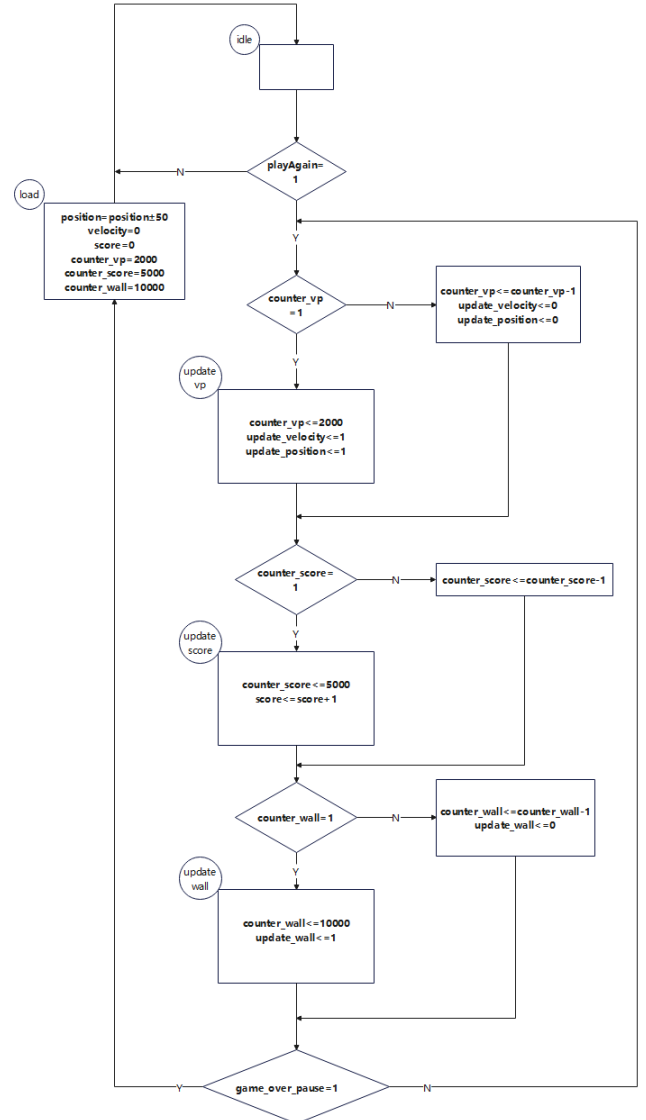 idle
playAgain=
1
N
load
position=position±50
velocity=0
score=0
counter_vp=2000
counter_score=5000
counter_wall=10000
Y
counter_vp
=1
N
counter_vp<=counter_vp-1
update_velocity<=0
update_position<=0
Y
update
vp
counter_vp<=2000
update_velocity<=1
update_position<=1
counter_score=
1
N
counter_score<=counter_score-1
Y
update
score
counter_score<=5000
score<=score+1
counter_wall=1
N
counter_wall<=counter_wall-1
update_wall<=0
Y
update
wall
counter_wall<=10000
update_wall<=1
Y
game_over_pause=1
N